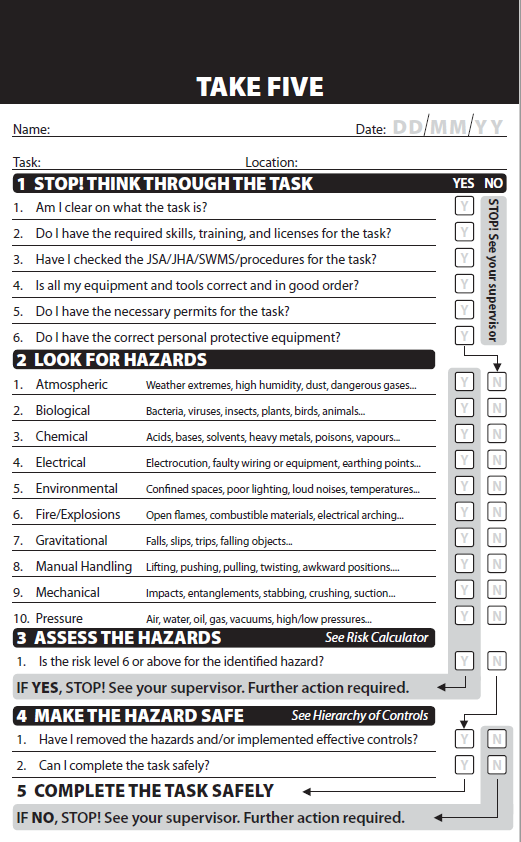 TAKE FIVE
Name: Date: DD/MM/YY
Task: Location:
1 STOP! THINK THROUGH THE TASK YES NO
1. Am I clear on what the task is? Y
2. Do I have the required skills, training, and licenses for the task? Y
3. Have I checked the JSA/JHA/SWMS/procedures for the task? Y
4. Is all my equipment and tools correct and in good order? Y
5. Do I have the necessary permits for the task? Y
6. Do I have the correct personal protective equipment? Y
STOP! See your supervisor
2 LOOK FOR HAZARDS
1. Atmospheric Weather extremes, high humidity, dust, dangerous gases... Y N
2. Biological Bacteria, viruses, insects, plants, birds, animals... Y N
3. Chemical Acids, bases, solvents, heavy metals, poisons, vapours... Y N
4. Electrical Electrocution, faulty wiring or equipment, earthing points... Y N
5. Environmental Confined spaces, poor lighting, loud noises, temperatures... Y N
6. Fire/Explosions Open flames, combustible materials, electrical arching... Y N
7. Gravitational Falls, slips, trips, falling objects... Y N
8. Manual Handling Lifting, pushing, pulling, twisting, awkward positions.... Y N
9. Mechanical Impacts, entanglements, stabbing, crushing, suction... Y N
10. Pressure Air, water, oil, gas, vacuums, high/low pressures... Y N
3 ASSESS THE HAZARDS See Risk Calculator
1. Is the risk level 6 or above for the identified hazard? Y N
IF YES, STOP! See your supervisor. Further action required.
4 MAKE THE HAZARD SAFE See Hierarchy of Controls
1. Have I removed the hazards and/or implemented effective controls? Y N
2. Can I complete the task safely? Y N
5 COMPLETE THE TASK SAFELY
IF NO, STOP! See your supervisor. Further action required.